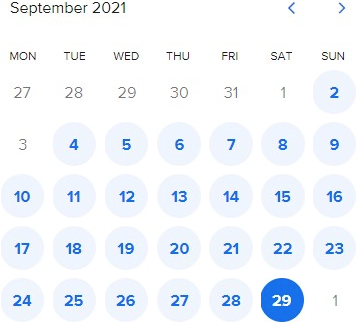 September 2021
MON TUE WED THU FRI SAT SUN
27 28 29 30 31 1 2
3 4 5 6 7 8 9
10 11 12 13 14 15 16
17 18 19 20 21 22 23
24 25 26 27 28 29 1